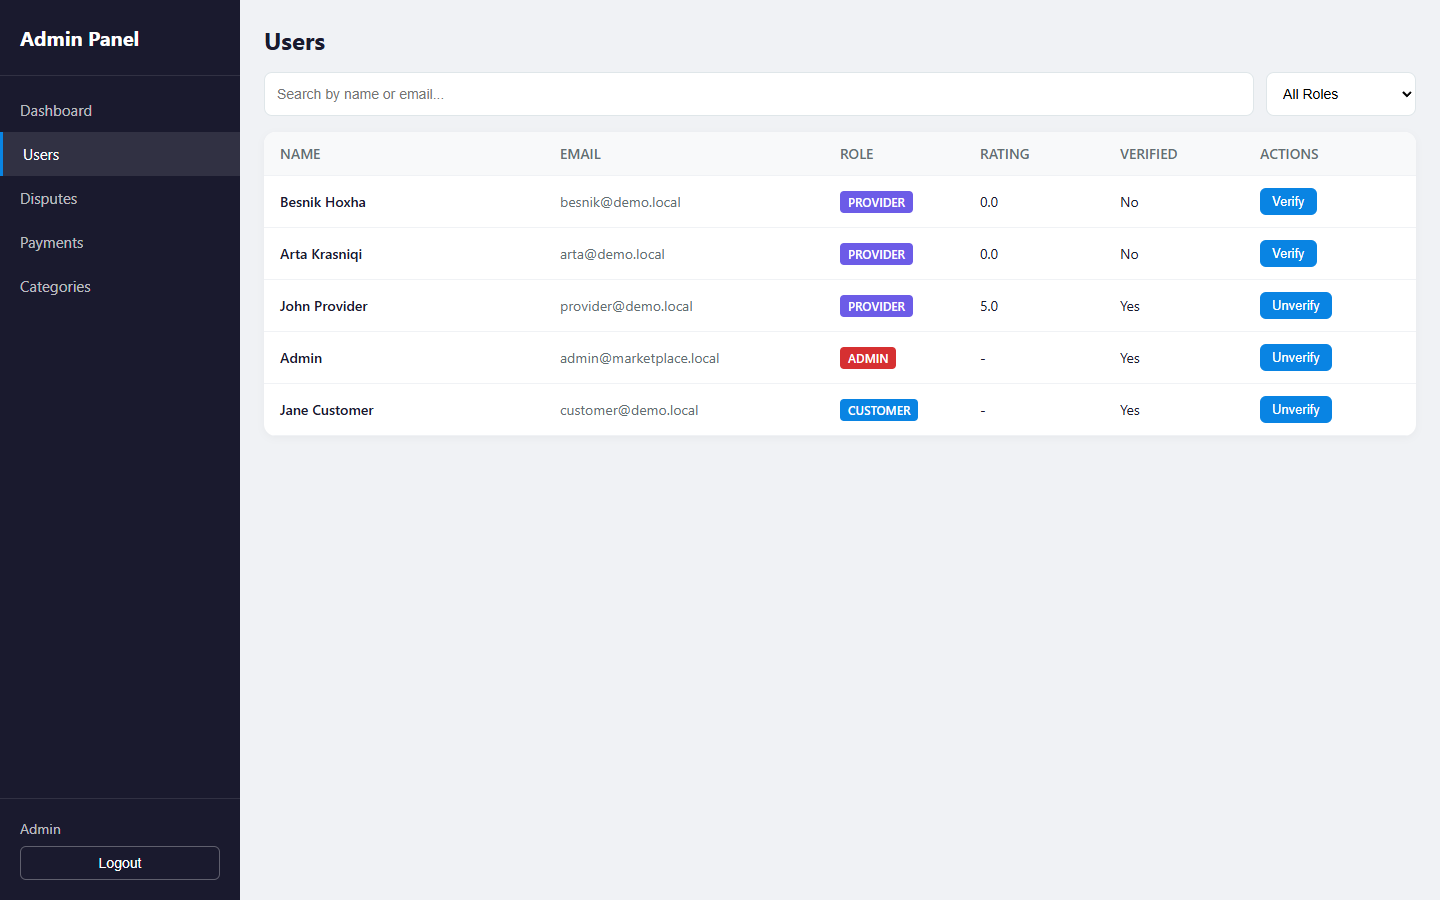 Admin Panel
Dashboard
Users
Disputes
Payments
Categories
Admin
Logout
Users
Search by name or email...
All Roles
NAME EMAIL ROLE RATING VERIFIED ACTIONS
Besnik Hoxha besnik@demo.local PROVIDER 0.0 No Verify
Arta Krasniqi arta@demo.local PROVIDER 0.0 No Verify
John Provider provider@demo.local PROVIDER 5.0 Yes Unverify
Admin admin@marketplace.local ADMIN - Yes Unverify
Jane Customer customer@demo.local CUSTOMER - Yes Unverify